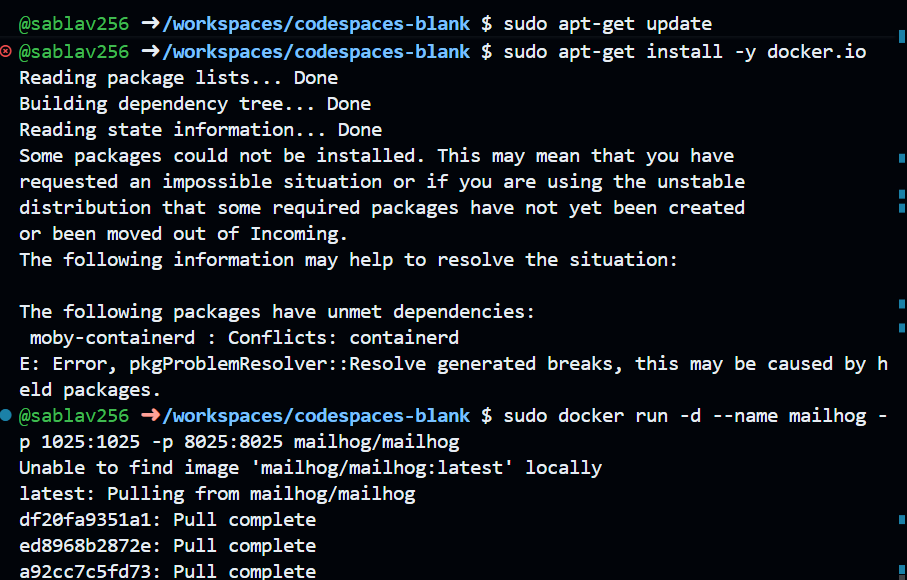 @sablav256 ➜ /workspaces/codespaces-blank $ sudo apt-get update
@sablav256 ➜ /workspaces/codespaces-blank $ sudo apt-get install -y docker.io
Reading package lists... Done
Building dependency tree... Done
Reading state information... Done
Some packages could not be installed. This may mean that you have
requested an impossible situation or if you are using the unstable
distribution that some required packages have not yet been created
or been moved out of Incoming.
The following information may help to resolve the situation:

The following packages have unmet dependencies:
 moby-containerd : Conflicts: containerd
E: Error, pkgProblemResolver::Resolve generated breaks, this may be caused by h
eld packages.
@sablav256 ➜ /workspaces/codespaces-blank $ sudo docker run -d --name mailhog -
p 1025:1025 -p 8025:8025 mailhog/mailhog
Unable to find image 'mailhog/mailhog:latest' locally
latest: Pulling from mailhog/mailhog
df20fa9351a1: Pull complete
ed8968b2872e: Pull complete
a92cc7c5fd73: Pull complete